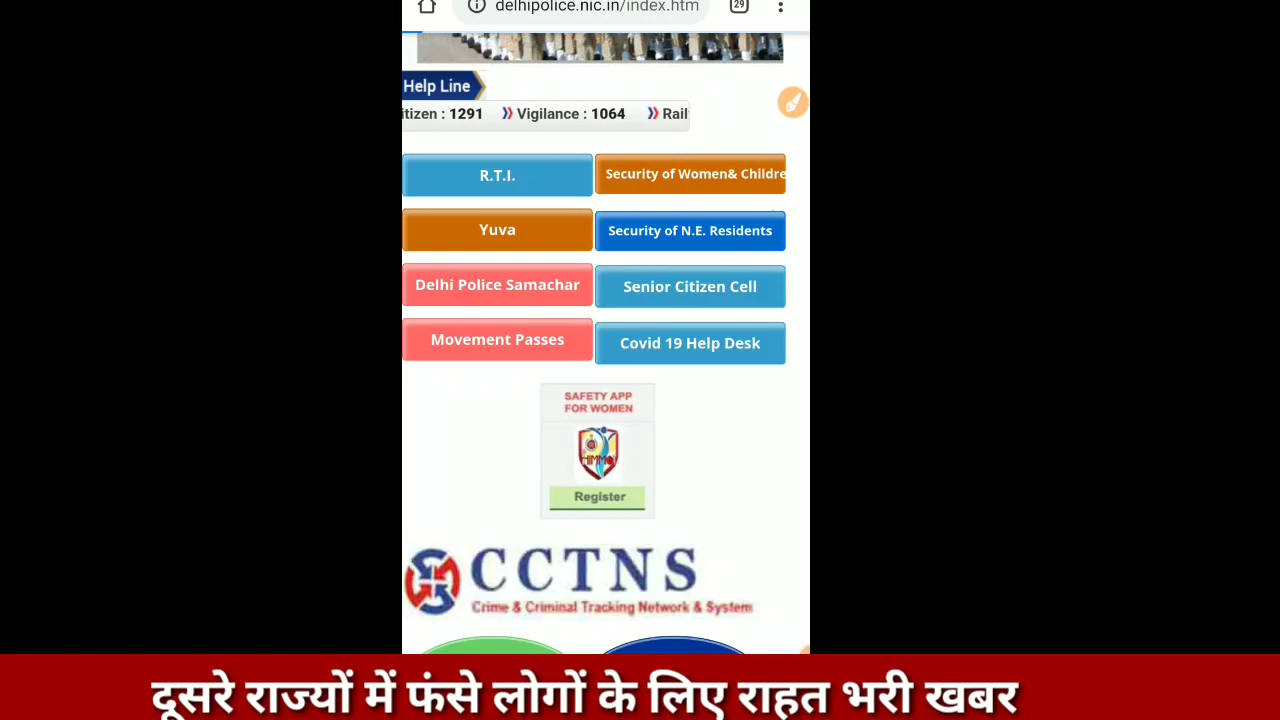 delhipolice.nic.in/index.htm 29
Help Line
itizen : 1291 Vigilance : 1064 Rail
R.T.I. Security of Women& Childre
Yuva Security of N.E. Residents
Delhi Police Samachar Senior Citizen Cell
Movement Passes Covid 19 Help Desk
SAFETY APP
FOR WOMEN
HIMMAT
Register
CCTNS
Crime & Criminal Tracking Network & System
दूसरे राज्यों में फंसे लोगों के लिए राहत भरी खबर